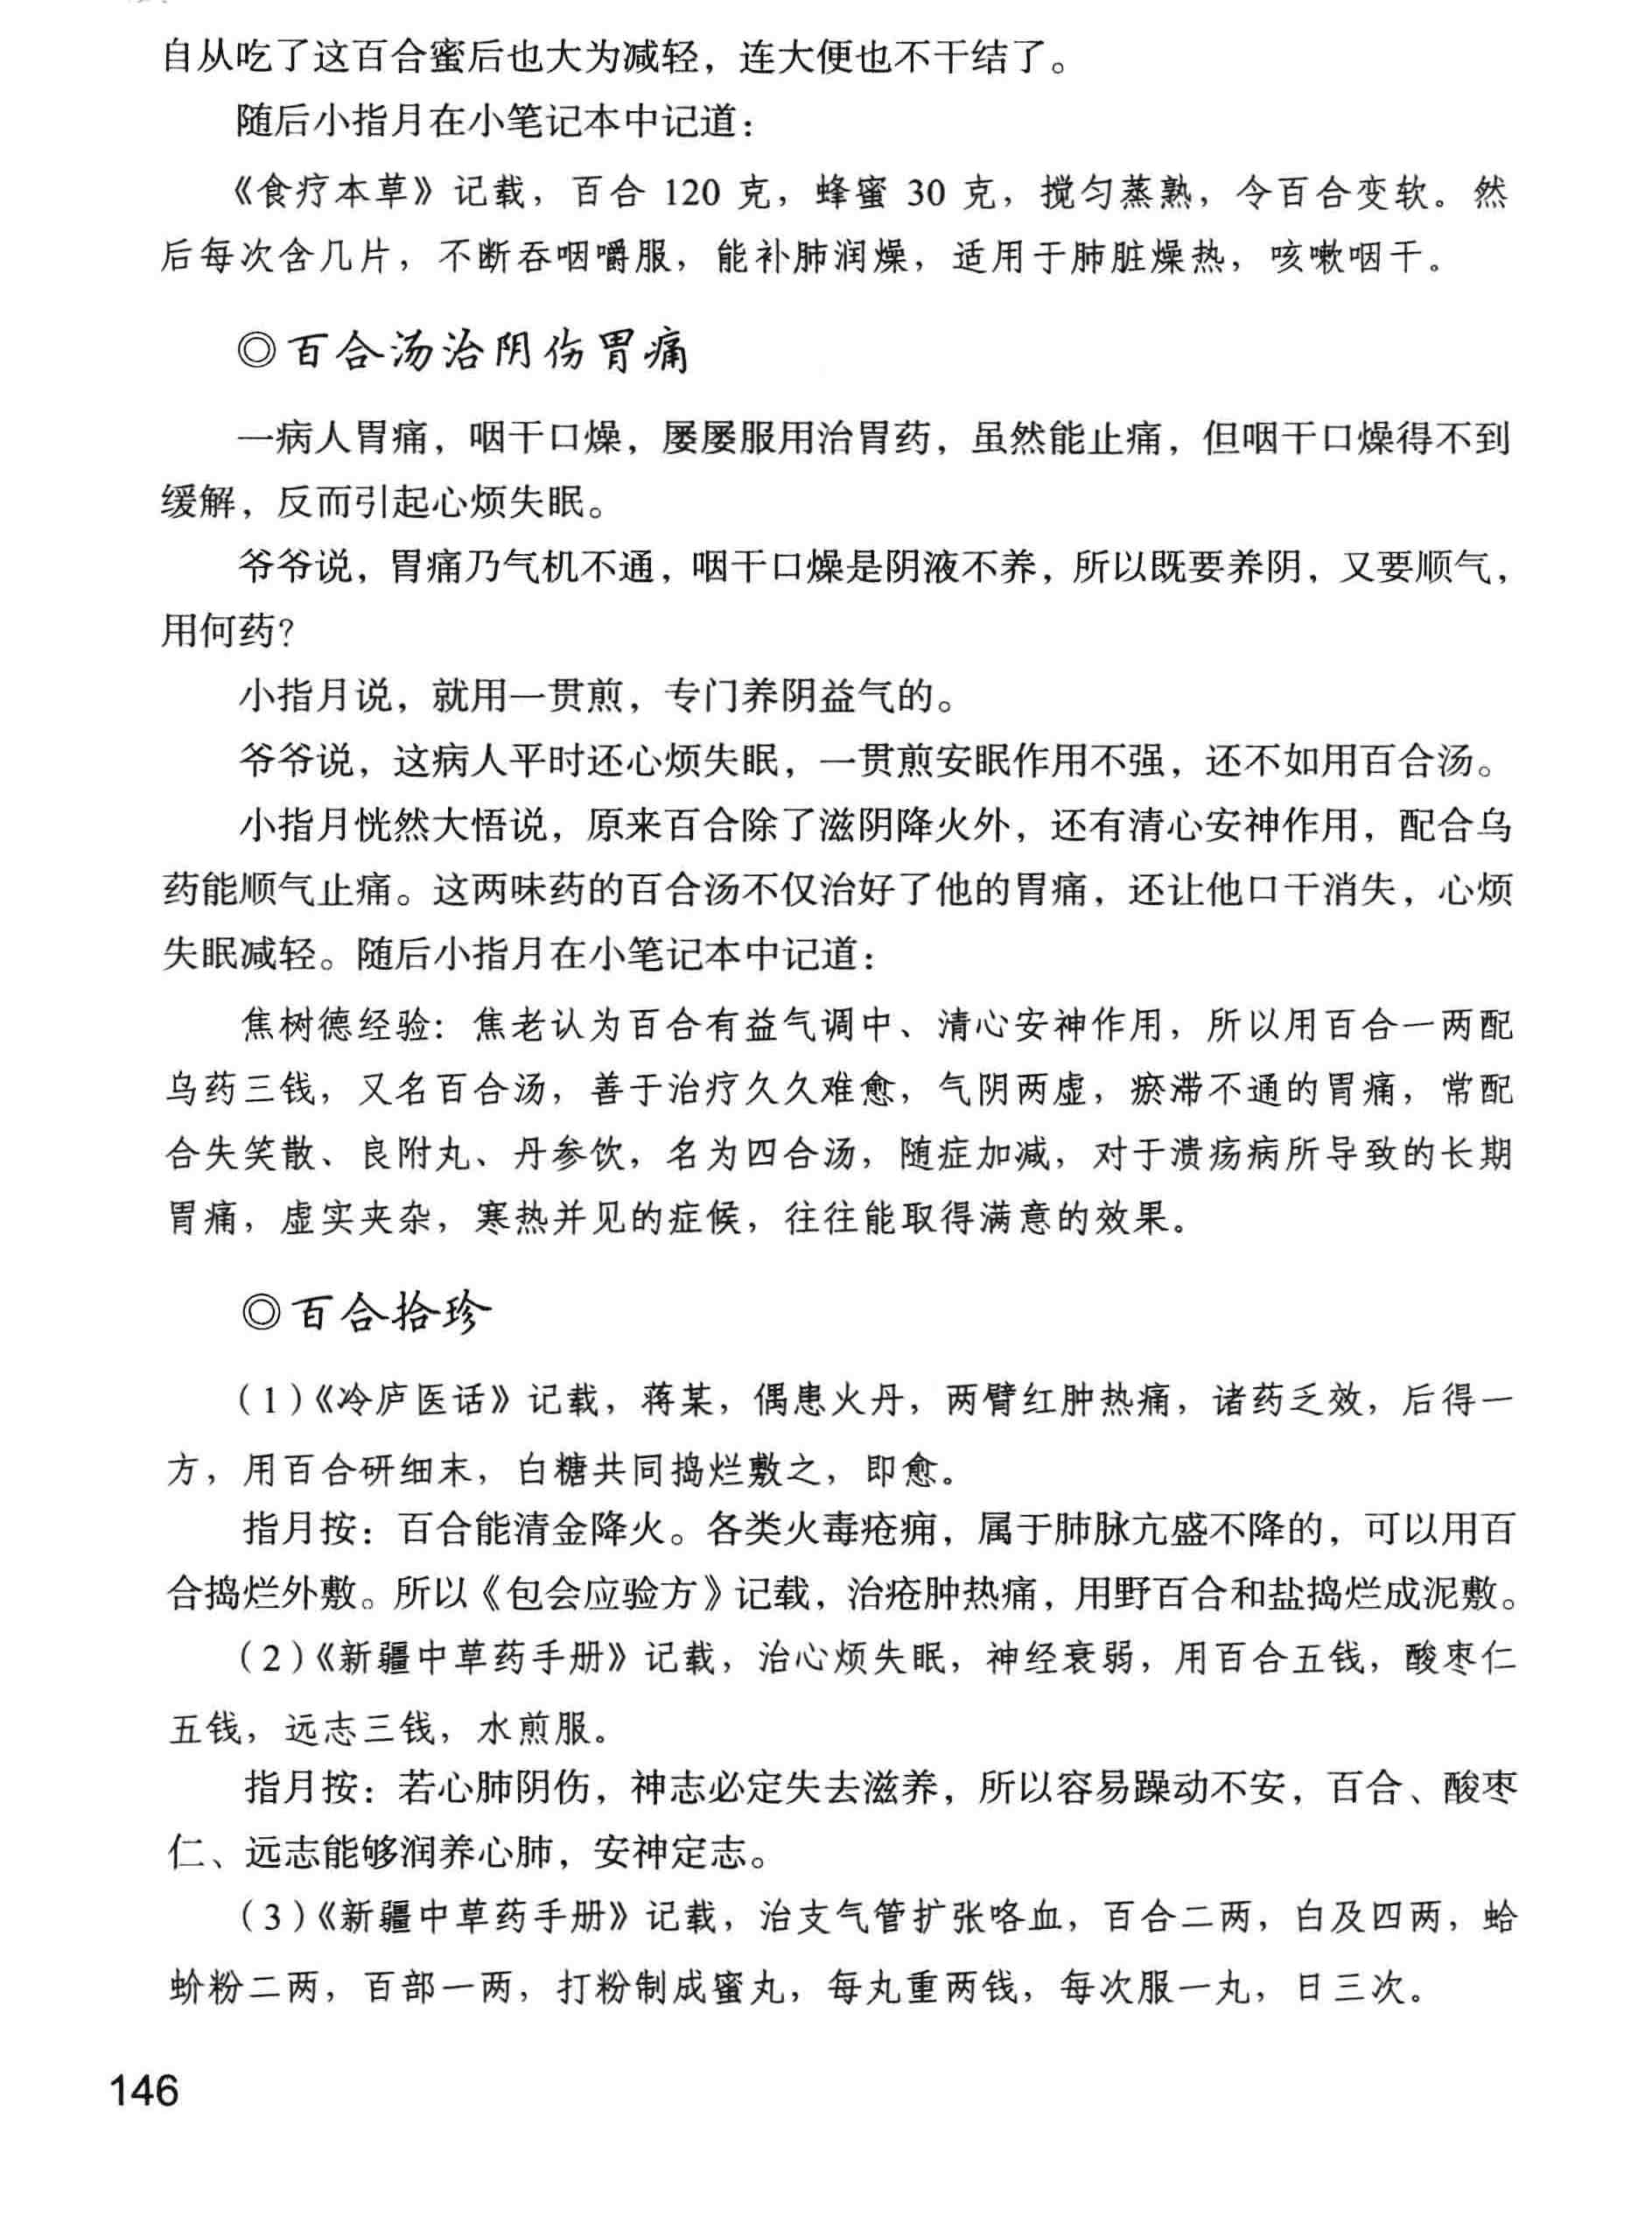 自从吃了这百合蜜后也大为减轻，连大便也不干结了。
随后小指月在小笔记本中记道：
《食疗本草》记载，百合 120 克，蜂蜜 30 克，搅匀蒸熟，令百合变软。然
后每次含几片，不断吞咽嚼服，能补肺润燥，适用于肺脏燥热，咳嗽咽干。
◎百合汤治阴伤胃痛
一病人胃痛，咽干口燥，屡屡服用治胃药，虽然能止痛，但咽干口燥得不到
缓解，反而引起心烦失眠。
爷爷说，胃痛乃气机不通，咽干口燥是阴液不养，所以既要养阴，又要顺气，
用何药？
小指月说，就用一贯煎，专门养阴益气的。
爷爷说，这病人平时还心烦失眠，一贯煎安眠作用不强，还不如用百合汤。
小指月恍然大悟说，原来百合除了滋阴降火外，还有清心安神作用，配合乌
药能顺气止痛。这两味药的百合汤不仅治好了他的胃痛，还让他口干消失，心烦
失眠减轻。随后小指月在小笔记本中记道：
焦树德经验：焦老认为百合有益气调中、清心安神作用，所以用百合一两配
乌药三钱，又名百合汤，善于治疗久久难愈，气阴两虚，瘀滞不通的胃痛，常配
合失笑散、良附丸、丹参饮，名为四合汤，随症加减，对于溃疡病所导致的长期
胃痛，虚实夹杂，寒热并见的症候，往往能取得满意的效果。
◎百合拾珍
（1）《冷庐医话》记载，蒋某，偶患火丹，两臂红肿热痛，诸药乏效，后得一
方，用百合研细末，白糖共同捣烂敷之，即愈。
指月按：百合能清金降火。各类火毒疮痈，属于肺脉亢盛不降的，可以用百
合捣烂外敷。所以《包会应验方》记载，治疮肿热痛，用野百合和盐捣烂成泥敷。
（2）《新疆中草药手册》记载，治心烦失眠，神经衰弱，用百合五钱，酸枣仁
五钱，远志三钱，水煎服。
指月按：若心肺阴伤，神志必定失去滋养，所以容易躁动不安，百合、酸枣
仁、远志能够润养心肺，安神定志。
（3）《新疆中草药手册》记载，治支气管扩张咯血，百合二两，白及四两，蛤
蚧粉二两，百部一两，打粉制成蜜丸，每丸重两钱，每次服一丸，日三次。
146